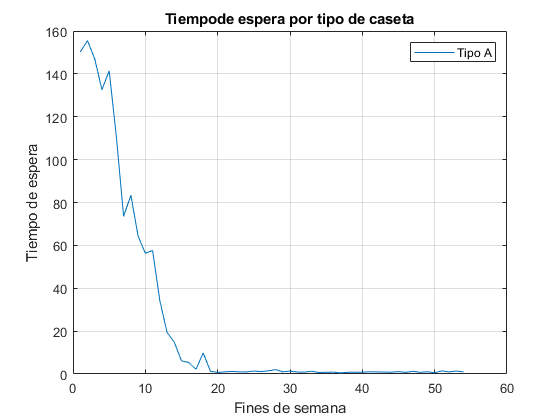 Tiempode espera por tipo de caseta
Tipo A
Tiempo de espera
160
140
120
100
80
60
40
20
0
0 10 20 30 40 50 60
Fines de semana